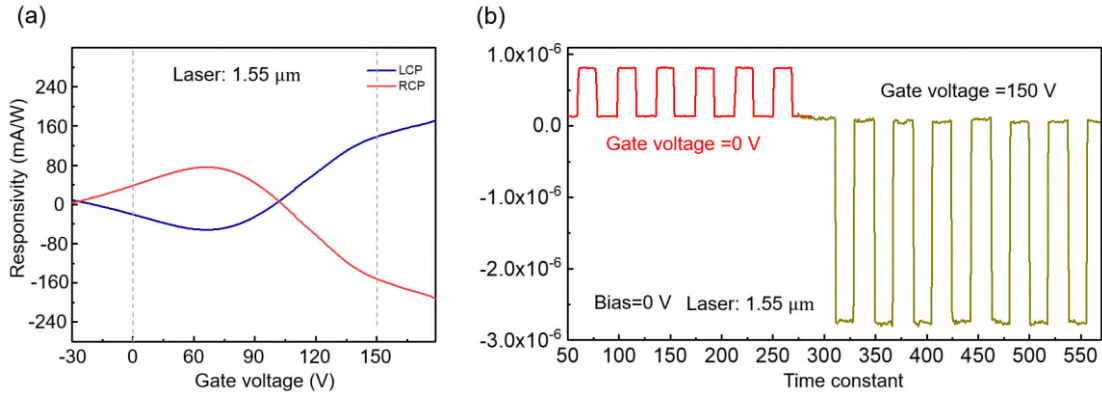 (a)
Laser: 1.55 μm
LCP
RCP
240
160
80
0
-80
-160
-240
Responsivity (mA/W)
-30 0 30 60 90 120 150
Gate voltage (V)
(b)
1.0x10⁻⁶
0.0
-1.0x10⁻⁶
-2.0x10⁻⁶
-3.0x10⁻⁶
Gate voltage =150 V
Gate voltage =0 V
Bias=0 V Laser: 1.55 μm
50 100 150 200 250 300 350 400 450 500 550
Time constant